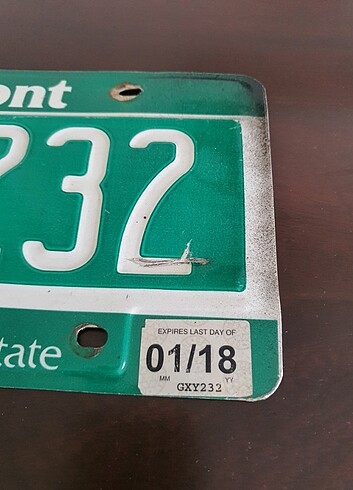 ont
232
tate
EXPIRES LAST DAY OF
01/18
MM YY
GXY232